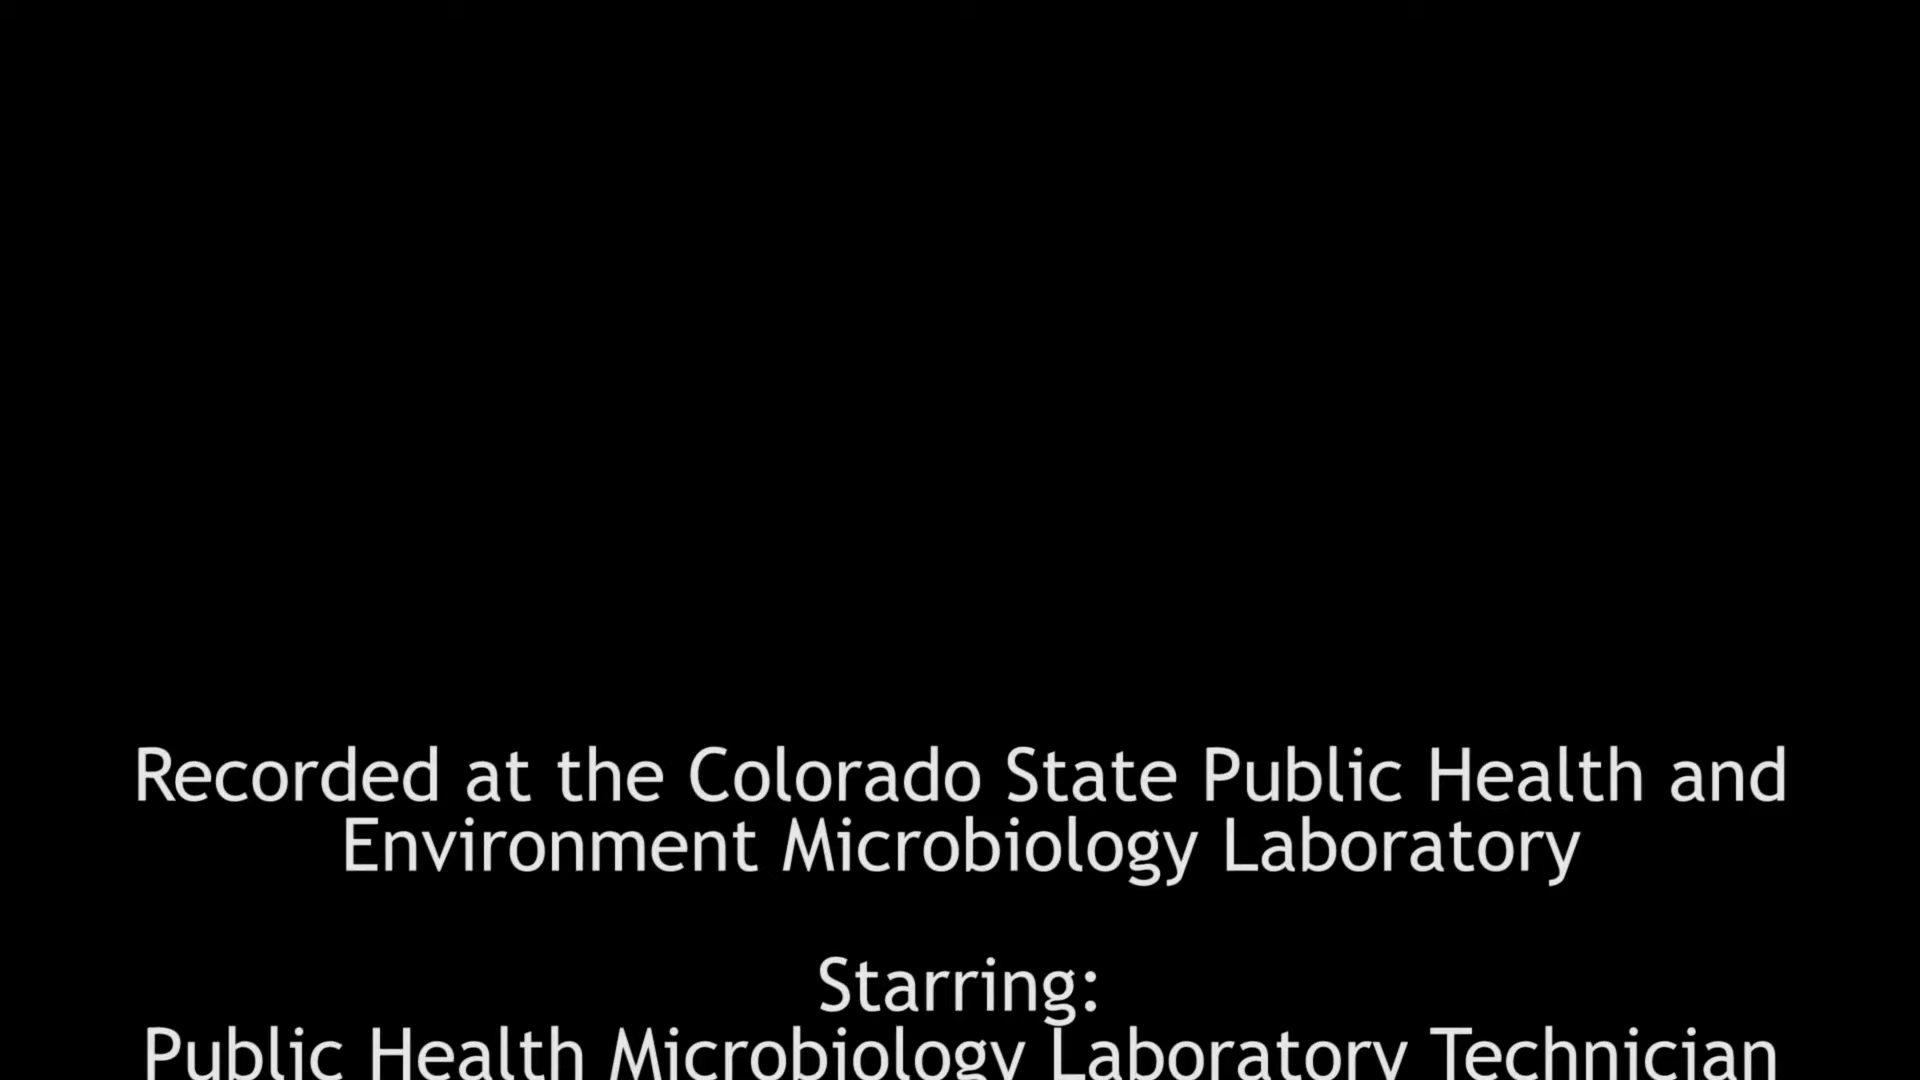 Recorded at the Colorado State Public Health and
Environment Microbiology Laboratory
Starring:
Public Health Microbiology Laboratory Technician